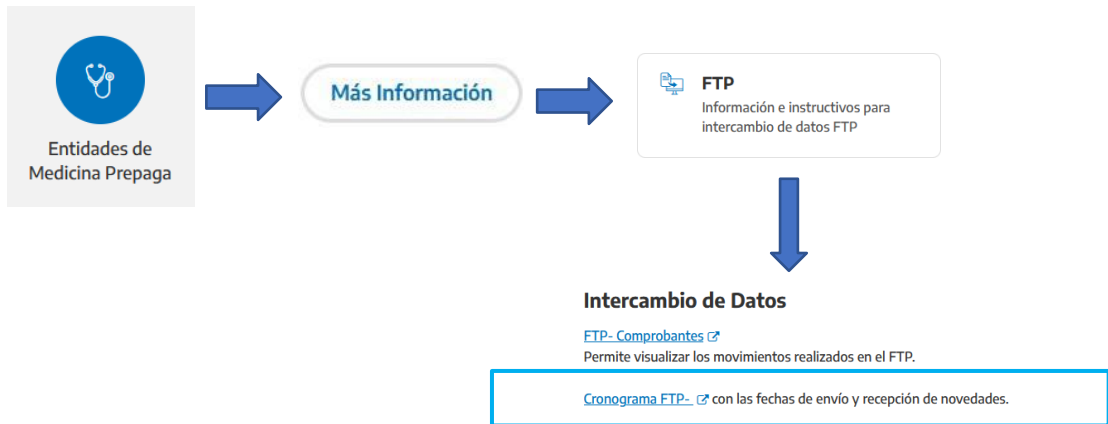 Entidades de
Medicina Prepaga
Más Información
FTP
Información e instructivos para
intercambio de datos FTP
Intercambio de Datos
FTP- Comprobantes
Permite visualizar los movimientos realizados en el FTP.
Cronograma FTP- con las fechas de envío y recepción de novedades.